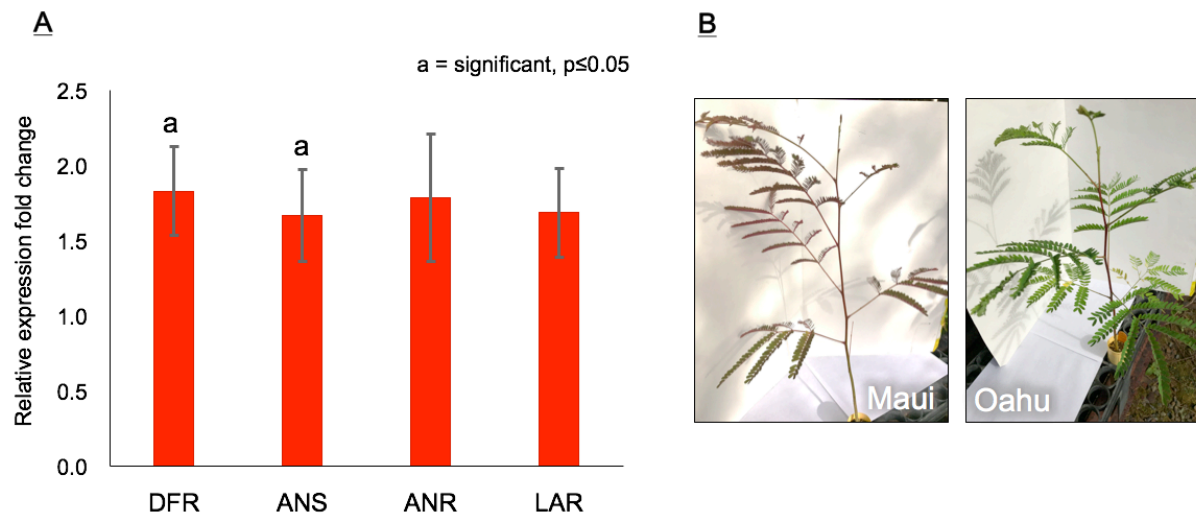 A
B
a = significant, p≤0.05
Relative expression fold change
2.5
2.0
1.5
1.0
0.5
0.0
a
a
DFR
ANS
ANR
LAR
Maui
Oahu